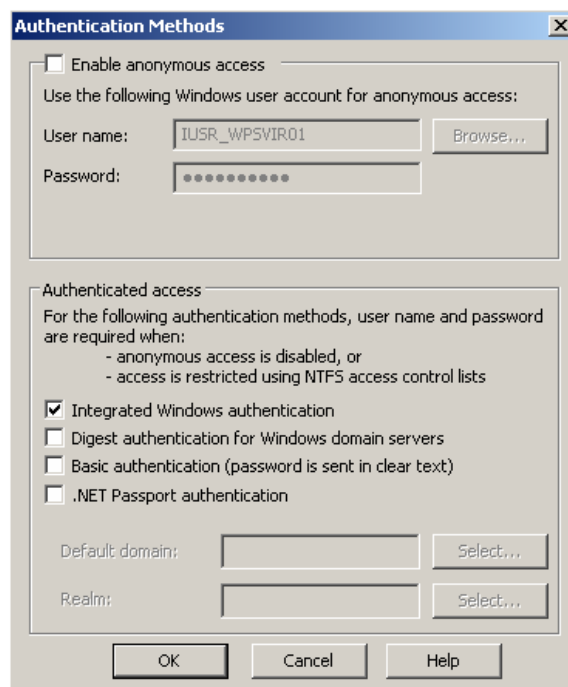 Authentication Methods
Enable anonymous access
Use the following Windows user account for anonymous access:
User name: IUSR_WPSVIR01 Browse...
Password: ●●●●●●●●●●
Authenticated access
For the following authentication methods, user name and password
are required when:
- anonymous access is disabled, or
- access is restricted using NTFS access control lists
Integrated Windows authentication
Digest authentication for Windows domain servers
Basic authentication (password is sent in clear text)
.NET Passport authentication
Default domain: Select...
Realm: Select...
OK Cancel Help